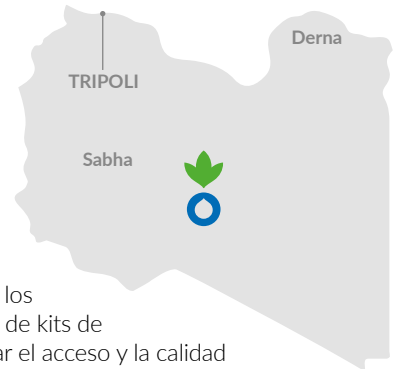 Derna
TRIPOLI
Sabha
los
de kits de
ar el acceso y la calidad